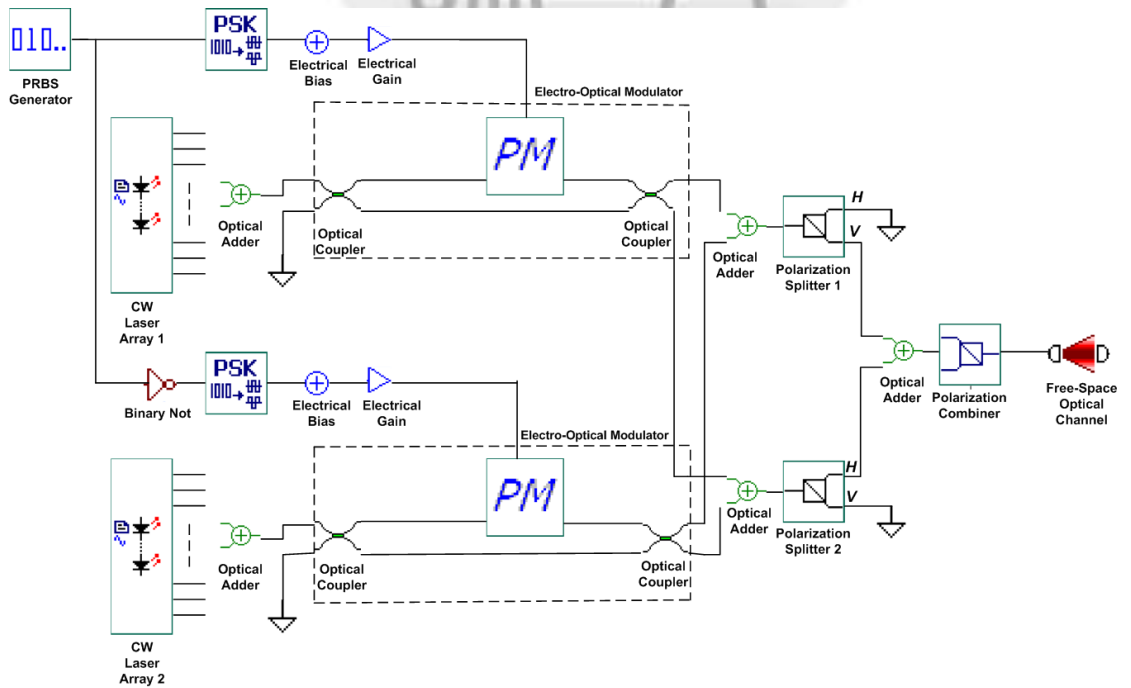 010..
PRBS
Generator
PSK
1010→
Electrical
Bias
Electrical
Gain
Electro-Optical Modulator
PM
CW
Laser
Array 1
Optical
Adder
Optical
Coupler
Optical
Coupler
Optical
Adder
H
V
Polarization
Splitter 1
Binary Not
PSK
1010→
Electrical
Bias
Electrical
Gain
Optical
Adder
Polarization
Combiner
Free-Space
Optical
Channel
Electro-Optical Modulator
PM
CW
Laser
Array 2
Optical
Adder
Optical
Coupler
Optical
Coupler
Optical
Adder
H
V
Polarization
Splitter 2